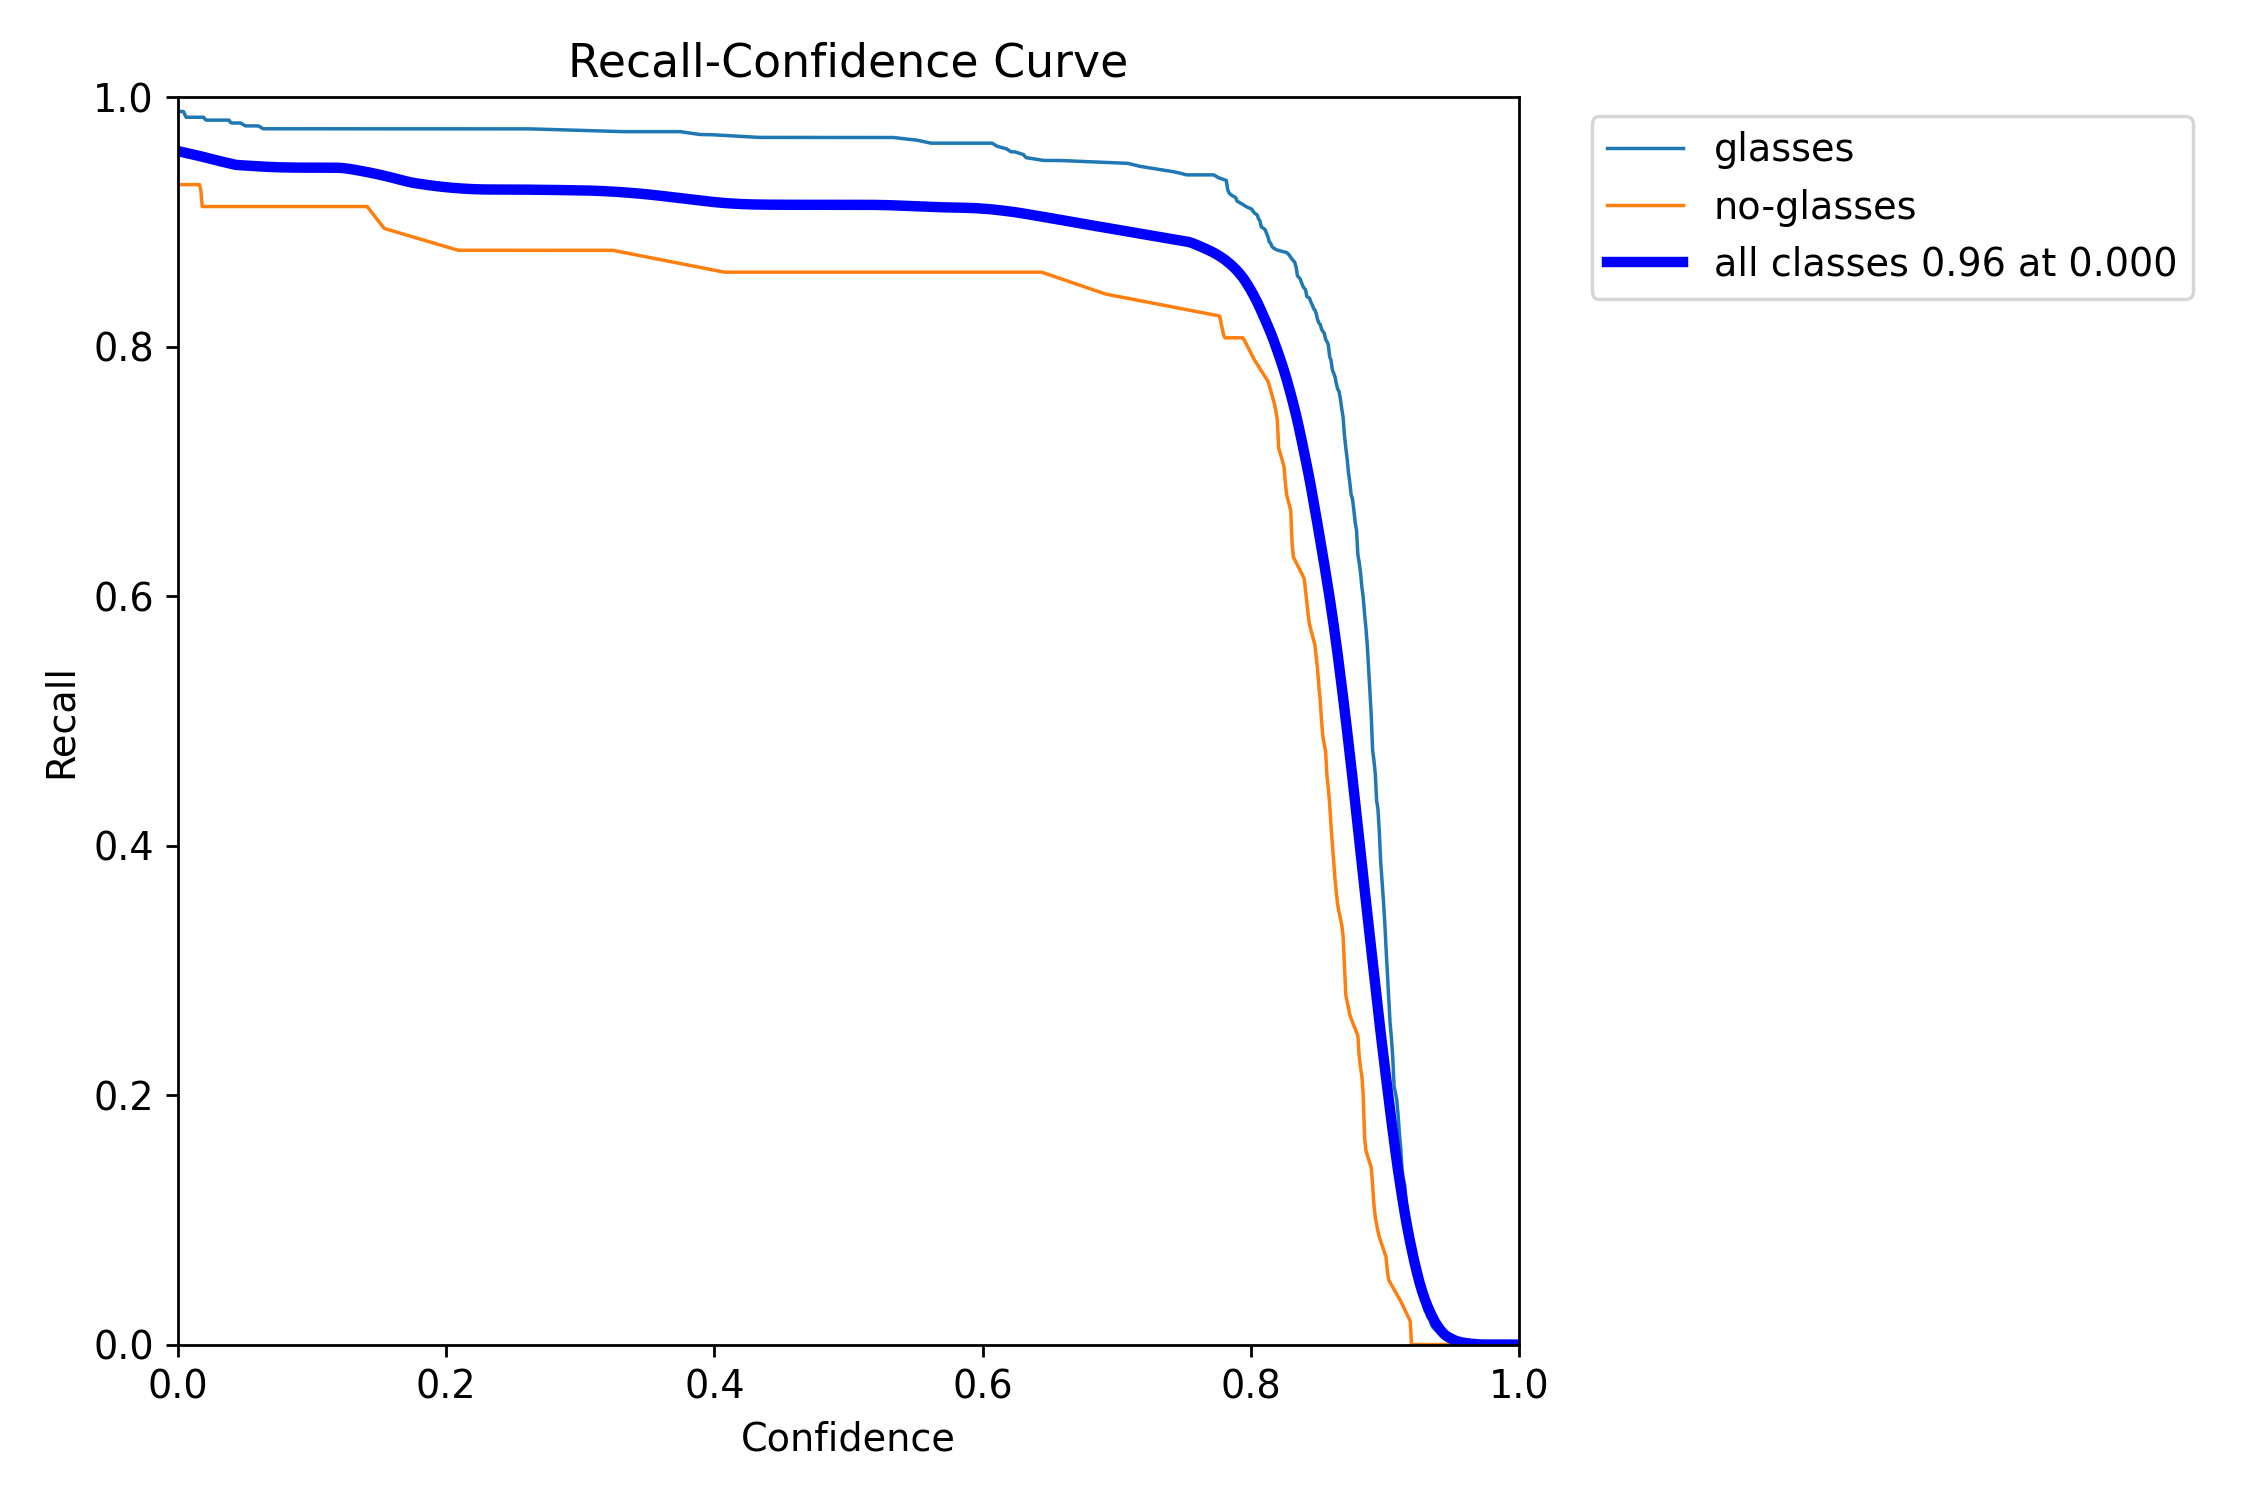 Recall-Confidence Curve
1.0
0.8
0.6
0.4
0.2
0.0
Recall
0.0 0.2 0.4 0.6 0.8 1.0
Confidence
glasses
no-glasses
all classes 0.96 at 0.000